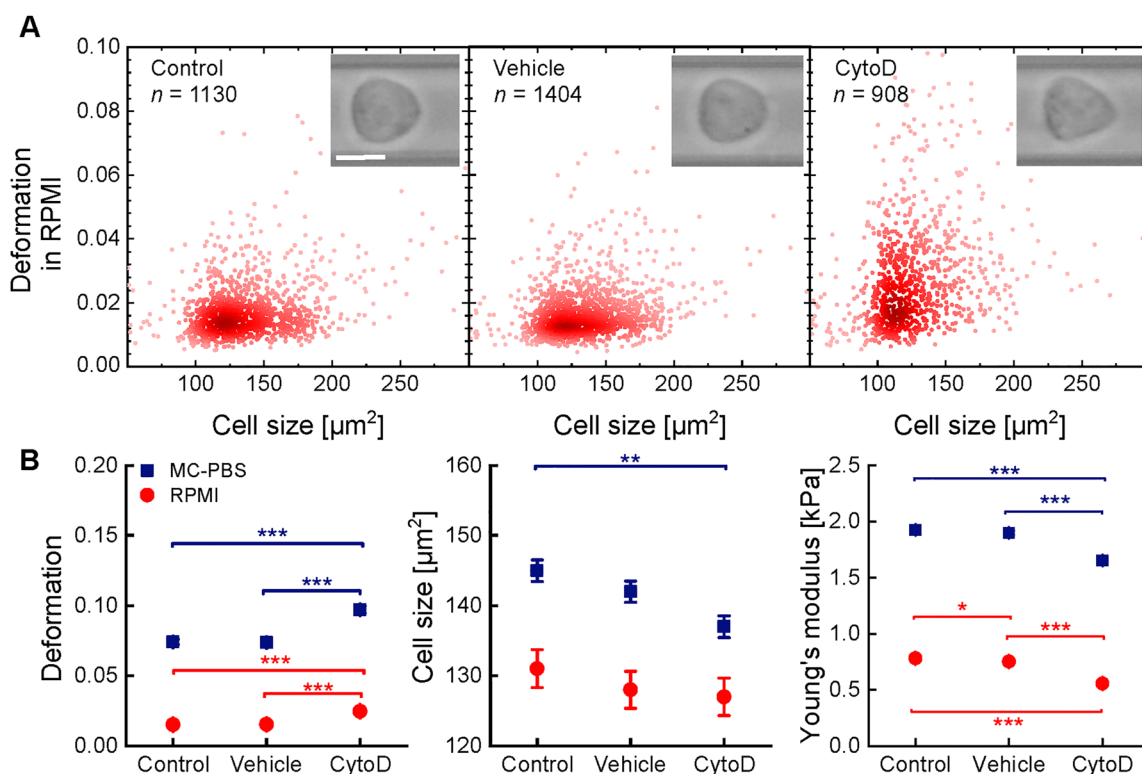 A
0.10
0.08
0.06
0.04
0.02
0.00
Deformation
in RPMI
Control
n = 1130
Vehicle
n = 1404
CytoD
n = 908
100 150 200 250
100 150 200 250
100 150 200 250
Cell size [µm²]
Cell size [µm²]
Cell size [µm²]
B
0.20
0.15
0.10
0.05
0.00
Deformation
MC-PBS
RPMI
***
***
***
***
Control Vehicle CytoD
160
150
140
130
120
Cell size [µm²]
**
Control Vehicle CytoD
2.5
2.0
1.5
1.0
0.5
0.0
Young's modulus [kPa]
***
***
*
***
***
Control Vehicle CytoD